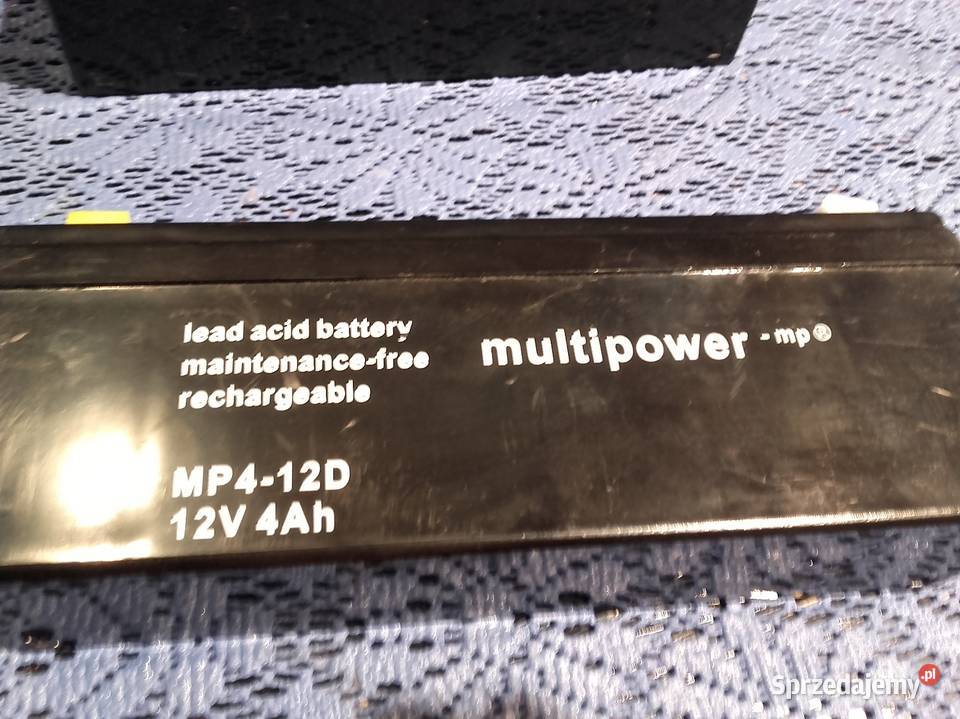 lead acid battery
maintenance-free
rechargeable
multipower -mp®
MP4-12D
12V 4Ah
Sprzedajemy.pl